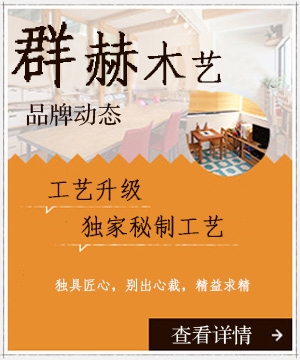 群赫木艺
品牌动态
工艺升级
独家秘制工艺
独具匠心，别出心裁，精益求精
查看详情 →